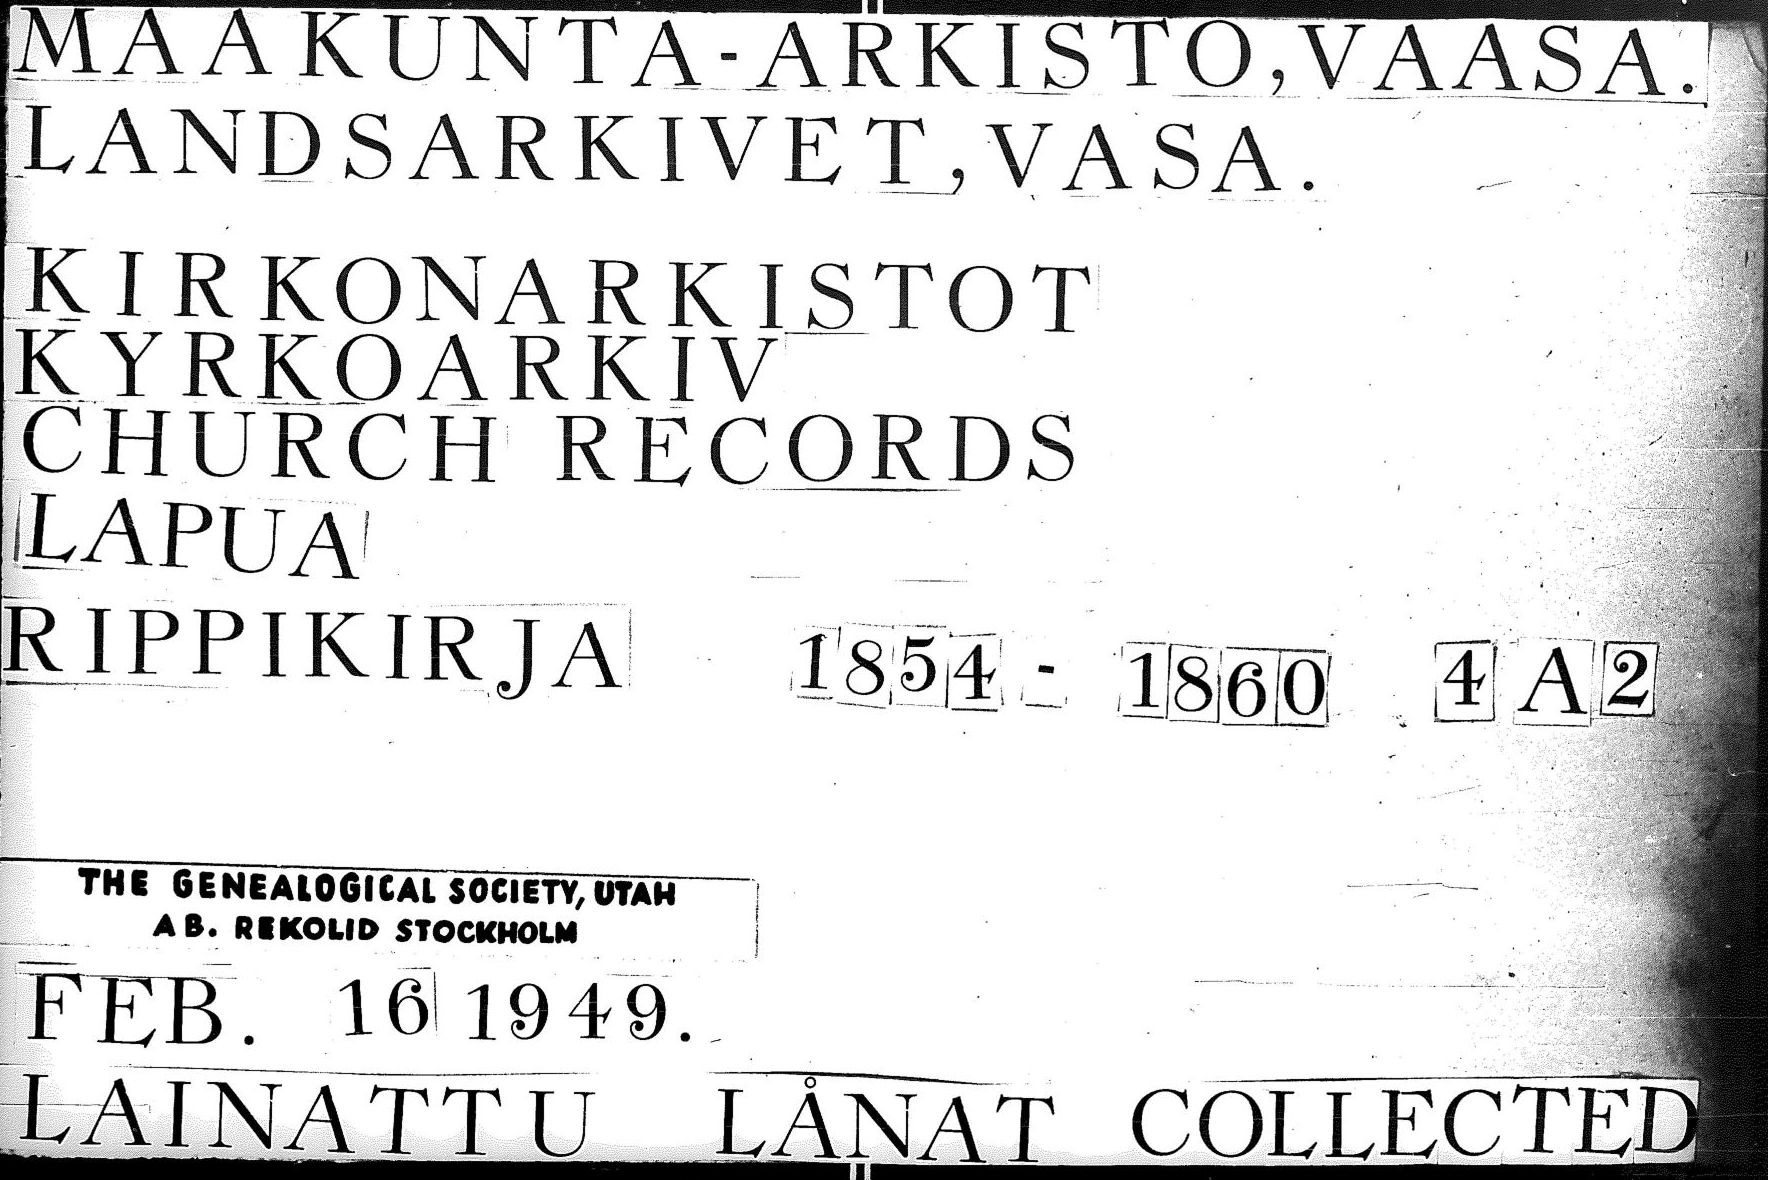 MAAKUNTA-ARKISTO, VAASA.
LANDSARKIVET, VASA.
KIRKONARKISTOT
KYRKOARKIV
CHURCH RECORDS
LAPUA
RIPPIKIRJA 1854 - 1860 4 A 2
THE GENEALOGICAL SOCIETY, UTAH
AB. REKOLID STOCKHOLM
FEB. 16 1949.
LAINATTU LÅNAT COLLECTED